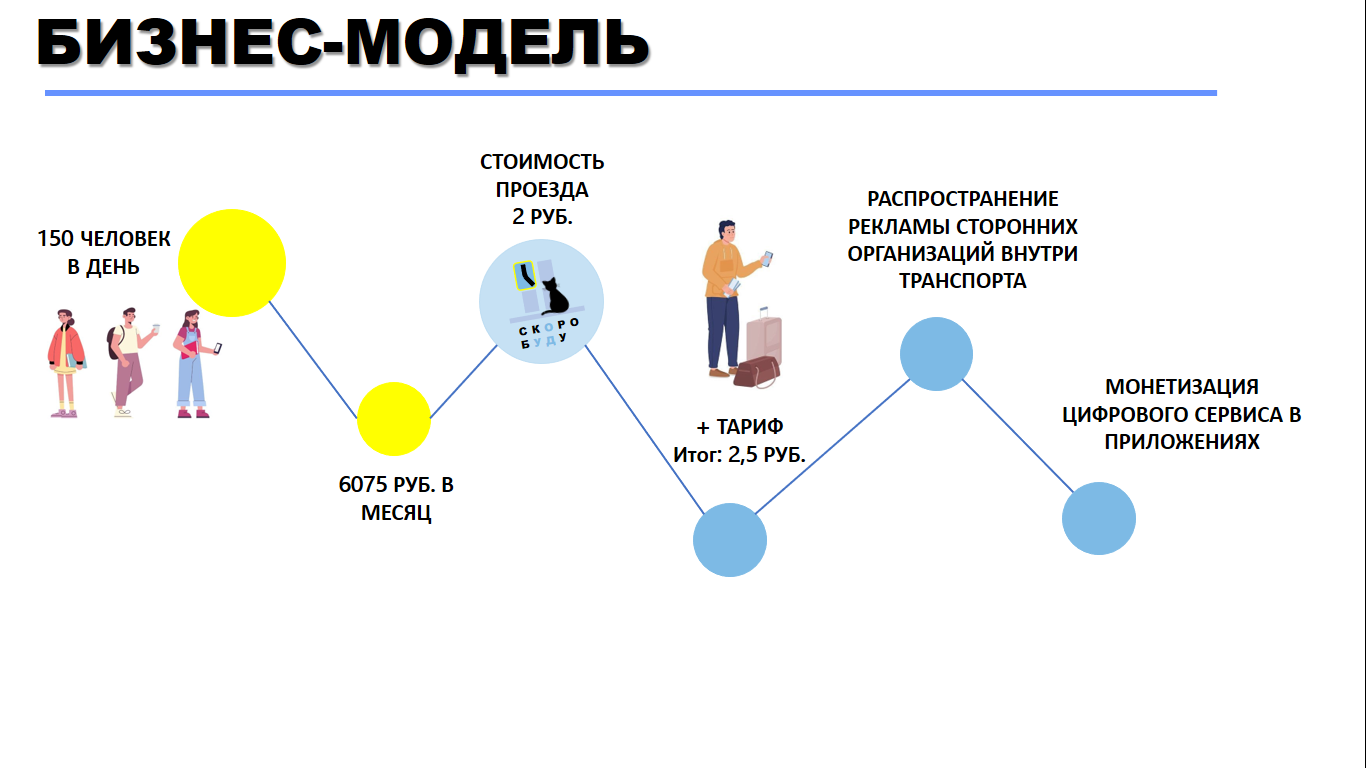 БИЗНЕС-МОДЕЛЬ
150 ЧЕЛОВЕК
В ДЕНЬ
6075 РУБ. В
МЕСЯЦ
СТОИМОСТЬ
ПРОЕЗДА
2 РУБ.
СКОРО
БУДУ
+ ТАРИФ
Итог: 2,5 РУБ.
РАСПРОСТРАНЕНИЕ
РЕКЛАМЫ СТОРОННИХ
ОРГАНИЗАЦИЙ ВНУТРИ
ТРАНСПОРТА
МОНЕТИЗАЦИЯ
ЦИФРОВОГО СЕРВИСА В
ПРИЛОЖЕНИЯХ